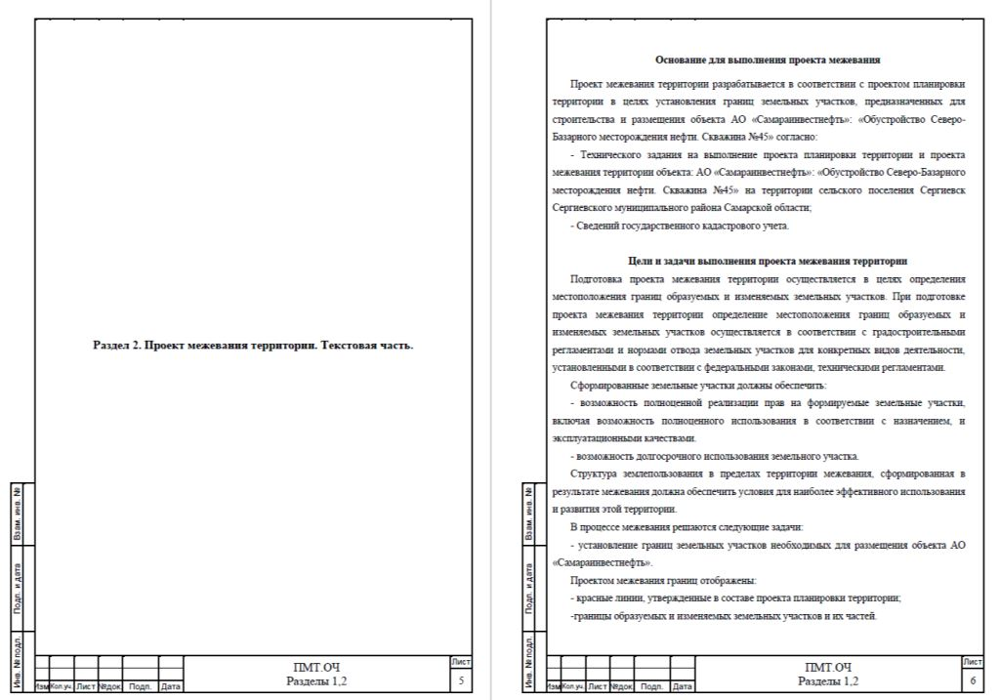 Раздел 2. Проект межевания территории. Текстовая часть.
Взам. инв. №
Подп. и дата
Инв. № подл.
Изм
Кол.уч.
Лист
№док
Подп.
Дата
ПМТ.ОЧ
Разделы 1,2
Лист
5
Основание для выполнения проекта межевания
Проект межевания территории разрабатывается в соответствии с проектом планировки
территории в целях установления границ земельных участков, предназначенных для
строительства и размещения объекта АО «Самараинвестнефть»: «Обустройство Северо-
Базарного месторождения нефти. Скважина №45» согласно:
- Технического задания на выполнение проекта планировки территории и проекта
межевания территории объекта: АО «Самараинвестнефть»: «Обустройство Северо-Базарного
месторождения нефти. Скважина №45» на территории сельского поселения Сергиевск
Сергиевского муниципального района Самарской области;
- Сведений государственного кадастрового учета.
Цели и задачи выполнения проекта межевания территории
Подготовка проекта межевания территории осуществляется в целях определения
местоположения границ образуемых и изменяемых земельных участков. При подготовке
проекта межевания территории определение местоположения границ образуемых и
изменяемых земельных участков осуществляется в соответствии с градостроительными
регламентами и нормами отвода земельных участков для конкретных видов деятельности,
установленными в соответствии с федеральными законами, техническими регламентами.
Сформированные земельные участки должны обеспечить:
- возможность полноценной реализации прав на формируемые земельные участки,
включая возможность полноценного использования в соответствии с назначением, и
эксплуатационными качествами.
- возможность долгосрочного использования земельного участка.
Структура землепользования в пределах территории межевания, сформированная в
результате межевания должна обеспечить условия для наиболее эффективного использования
и развития этой территории.
В процессе межевания решаются следующие задачи:
- установление границ земельных участков необходимых для размещения объекта АО
«Самараинвестнефть».
Проектом межевания границ отображены:
- красные линии, утвержденные в составе проекта планировки территории;
-границы образуемых и изменяемых земельных участков и их частей.
Взам. инв. №
Подп. и дата
Инв. № подл.
Изм
Кол.уч.
Лист
№док
Подп.
Дата
ПМТ.ОЧ
Разделы 1,2
Лист
6